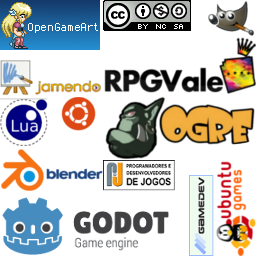 OpenGameArt
cc
BY NC SA
jamendo
RPGVale
Lua
OGRE
blender
PJ
PROGRAMADORES E
DESENVOLVEDORES
DE JOGOS
GAMEDEV
ubuntu
games
GODOT
Game engine